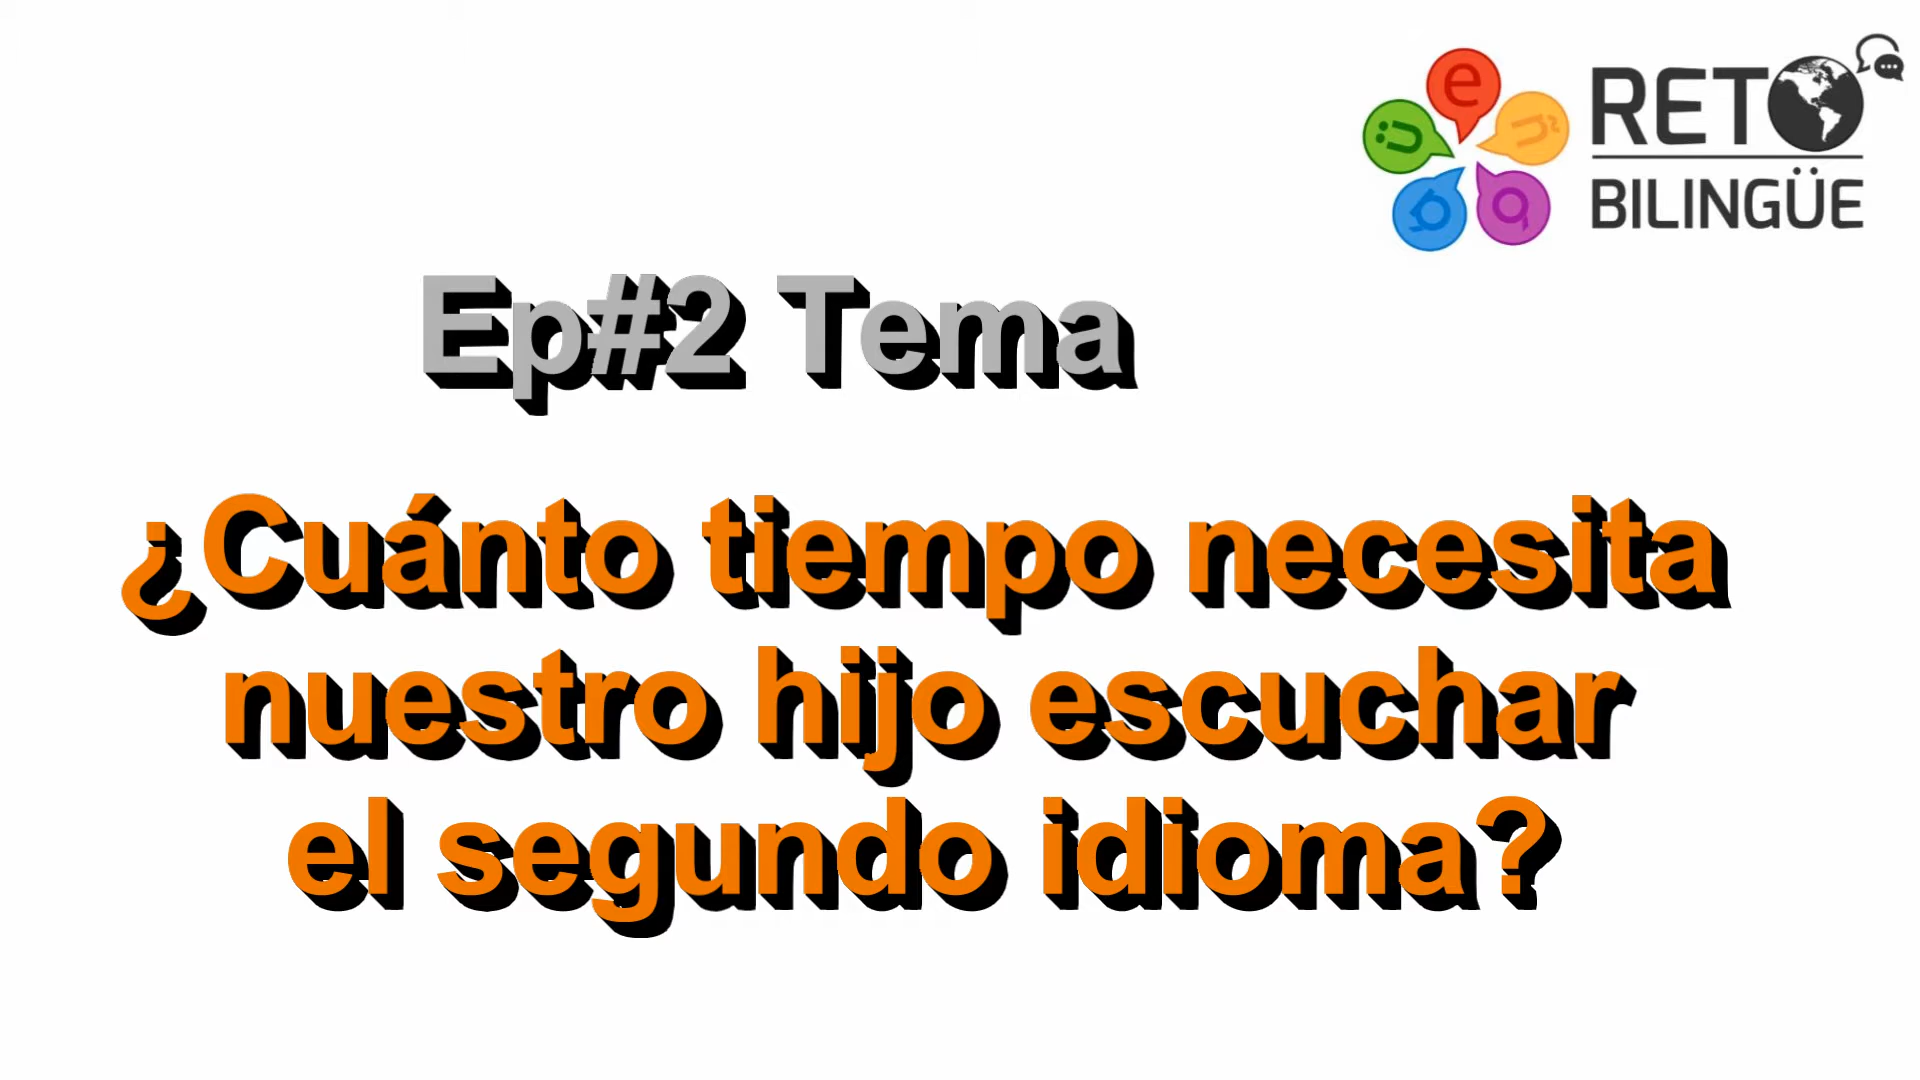 RETO
BILINGÜE
Ep#2 Tema
¿Cuánto tiempo necesita
nuestro hijo escuchar
el segundo idioma?